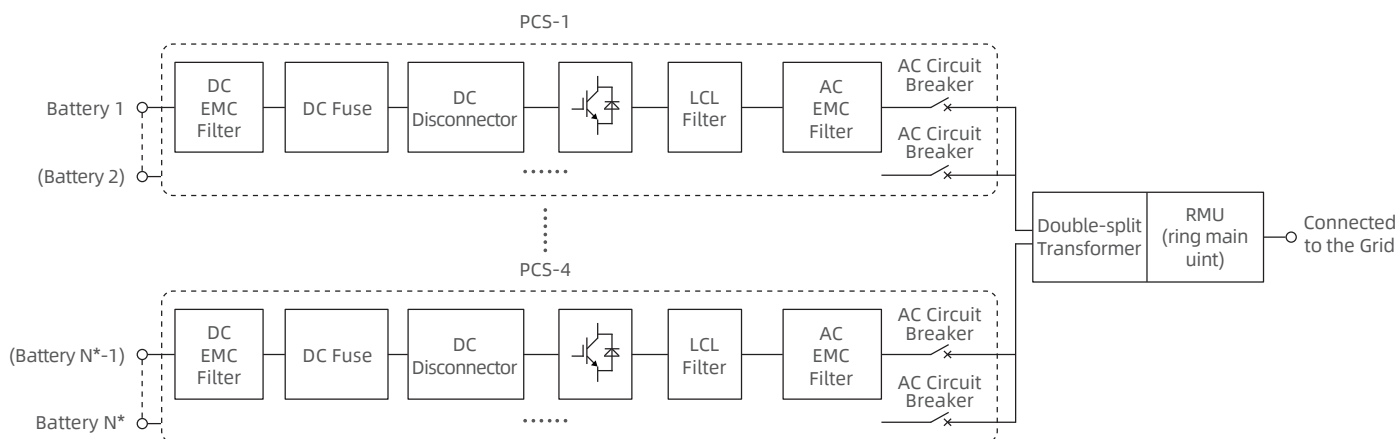 PCS-1
Battery 1
DC
EMC
Filter
DC Fuse
DC
Disconnector
LCL
Filter
AC
EMC
Filter
AC Circuit
Breaker
AC Circuit
Breaker
(Battery 2)
Double-split
Transformer
RMU
(ring main
uint)
Connected
to the Grid
PCS-4
(Battery N*-1)
DC
EMC
Filter
DC Fuse
DC
Disconnector
LCL
Filter
AC
EMC
Filter
AC Circuit
Breaker
AC Circuit
Breaker
Battery N*